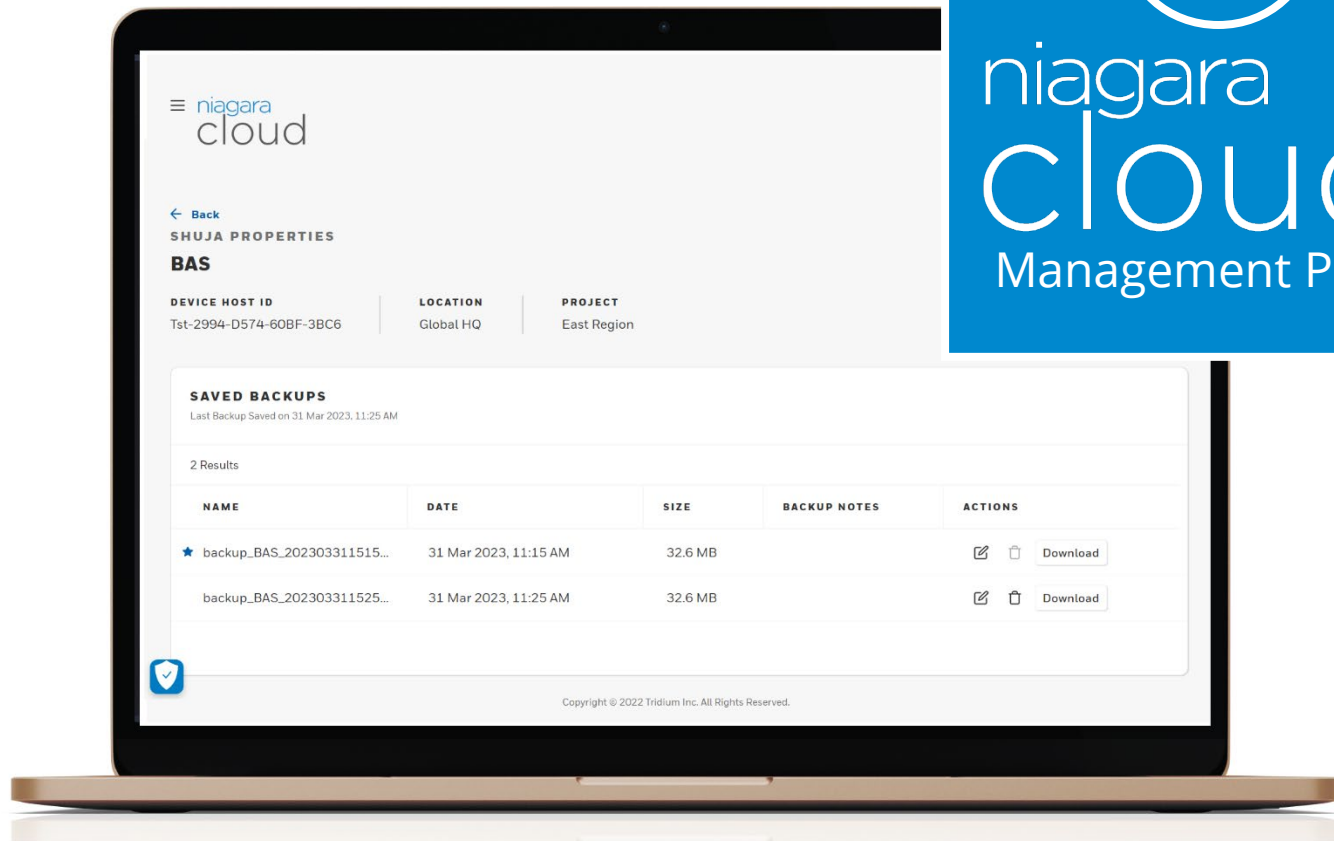 niagara
cloud
← Back
SHUJA PROPERTIES
BAS
DEVICE HOST ID LOCATION PROJECT
Tst-2994-D574-60BF-3BC6 Global HQ East Region
SAVED BACKUPS
Last Backup Saved on 31 Mar 2023, 11:25 AM
2 Results
NAME DATE SIZE BACKUP NOTES ACTIONS
backup_BAS_202303311515... 31 Mar 2023, 11:15 AM 32.6 MB Download
backup_BAS_202303311525... 31 Mar 2023, 11:25 AM 32.6 MB Download
Copyright © 2022 Tridium Inc. All Rights Reserved.
niagara
clou
Management P